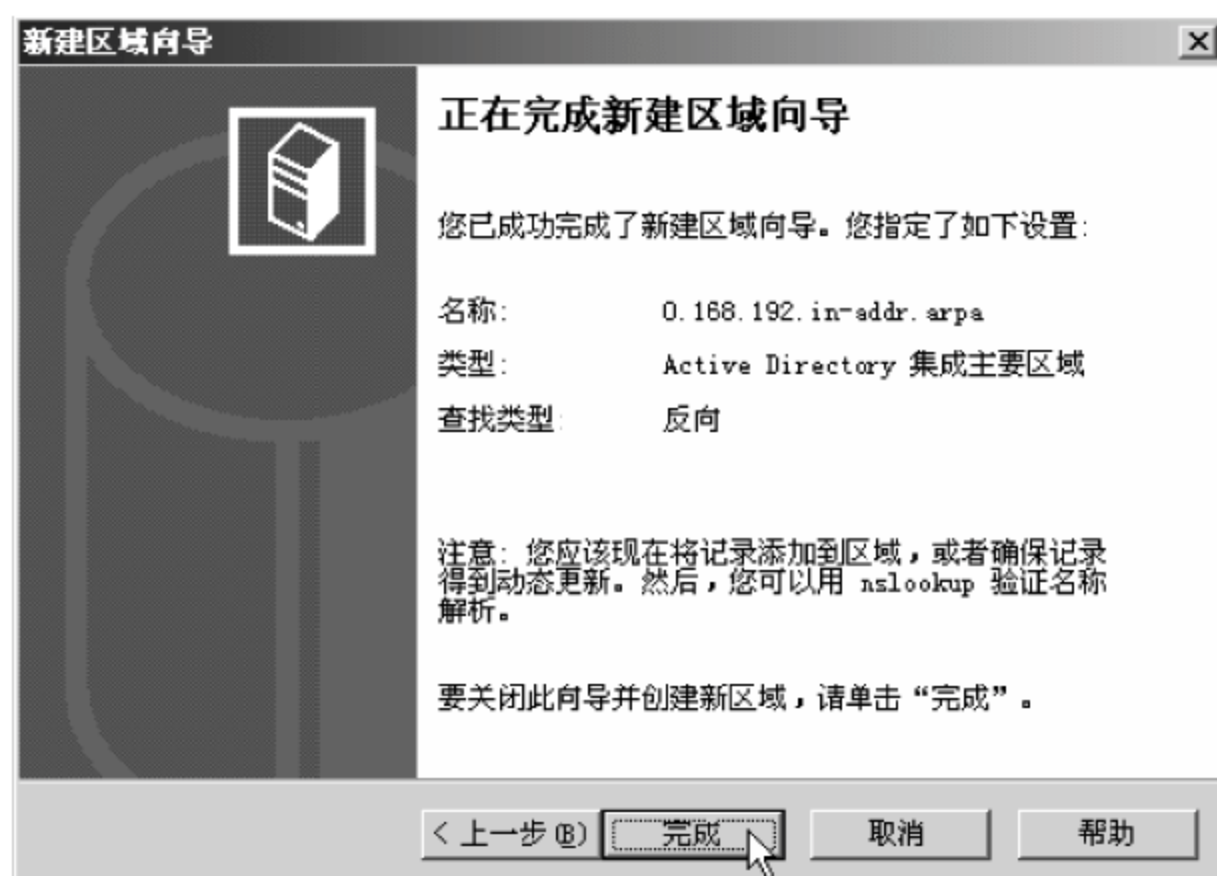 新建区域向导
正在完成新建区域向导
您已成功完成了新建区域向导。您指定了如下设置:
名称: 0.168.192.in-addr.arpa
类型: Active Directory 集成主要区域
查找类型: 反向
注意: 您应该现在将记录添加到区域，或者确保记录
得到动态更新。然后，您可以用 nslookup 验证名称
解析。
要关闭此向导并创建新区域，请单击“完成”。
< 上一步(B) 完成 取消 帮助